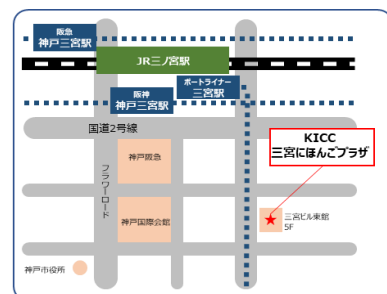 阪急
神戸三宮駅
JR三ノ宮駅
ポートライナー
三宮駅
阪神
神戸三宮駅
国道2号線
KICC
三宮にほんごプラザ
神戸阪急
フラワーロード
神戸国際会館
三宮ビル東館
5F
神戸市役所